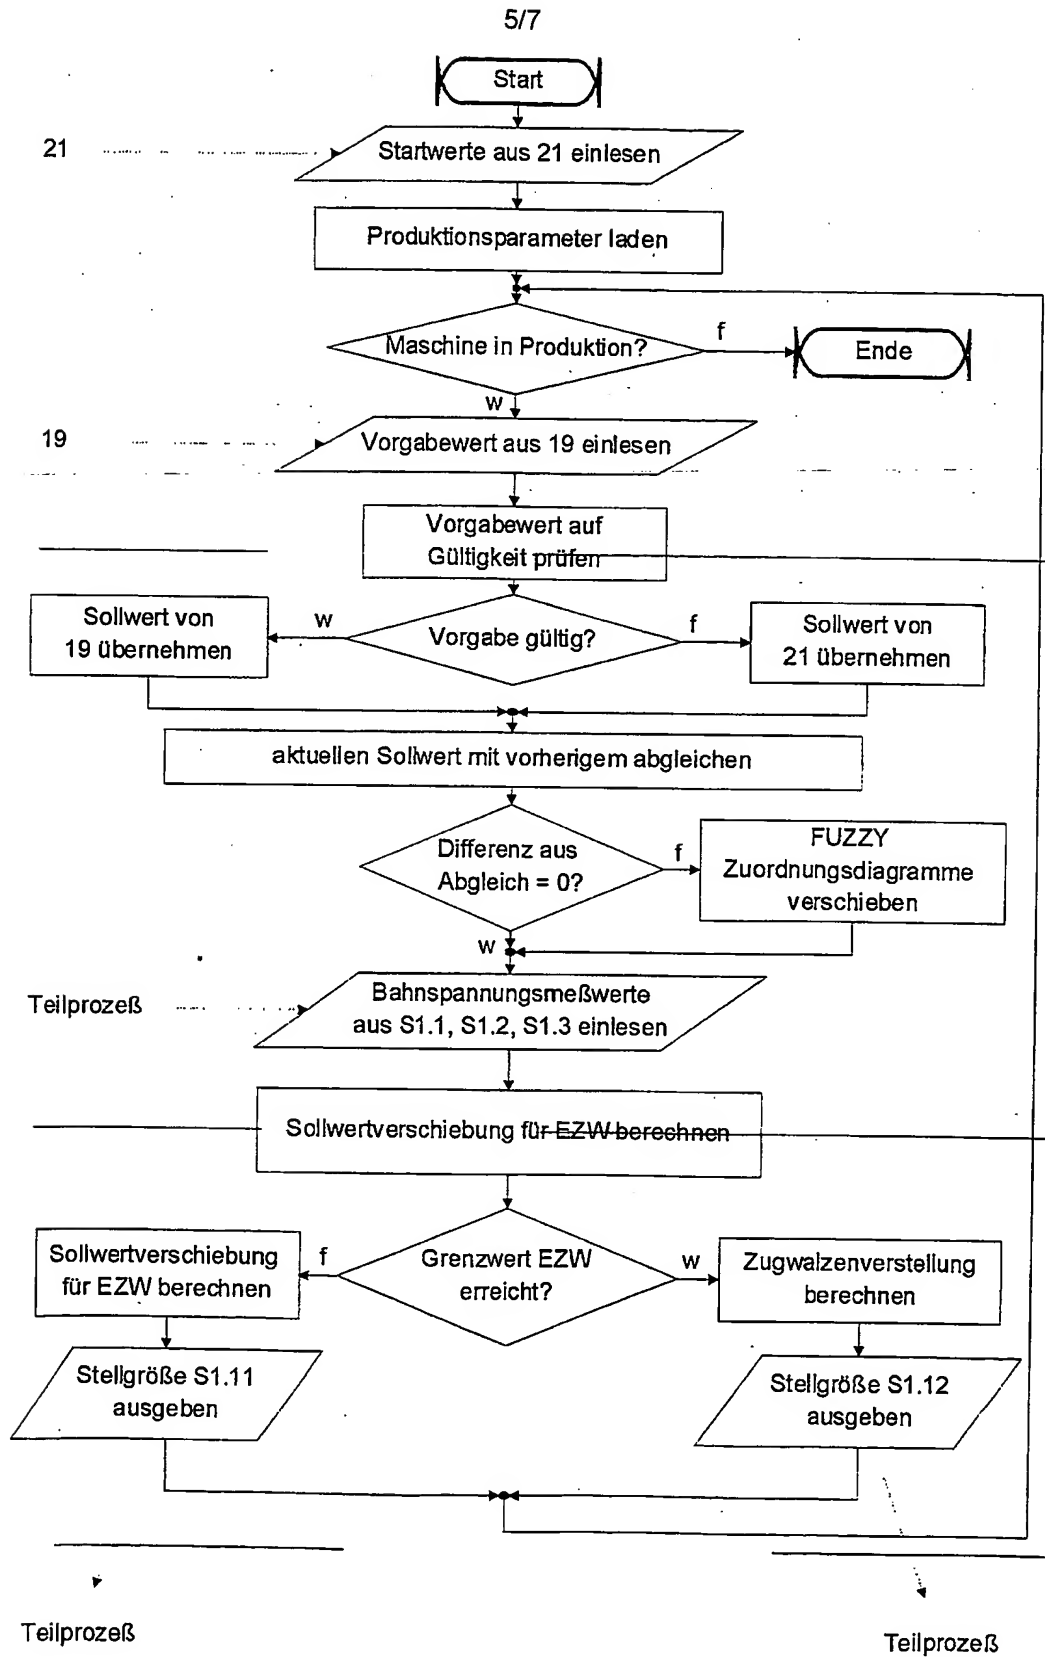 5/7
Start
21
Startwerte aus 21 einlesen
Produktionsparameter laden
Maschine in Produktion?
f
Ende
w
19
Vorgabewert aus 19 einlesen
Vorgabewert auf
Gültigkeit prüfen
Sollwert von
19 übernehmen
w
Vorgabe gültig?
f
Sollwert von
21 übernehmen
aktuellen Sollwert mit vorherigem abgleichen
Differenz aus
Abgleich = 0?
f
FUZZY
Zuordnungsdiagramme
verschieben
w
Teilprozeß
Bahnspannungsmeßwerte
aus S1.1, S1.2, S1.3 einlesen
Sollwertverschiebung für EZW berechnen
Sollwertverschiebung
für EZW berechnen
f
Grenzwert EZW
erreicht?
w
Zugwalzenverstellung
berechnen
Stellgröße S1.11
ausgeben
Stellgröße S1.12
ausgeben
Teilprozeß
Teilprozeß